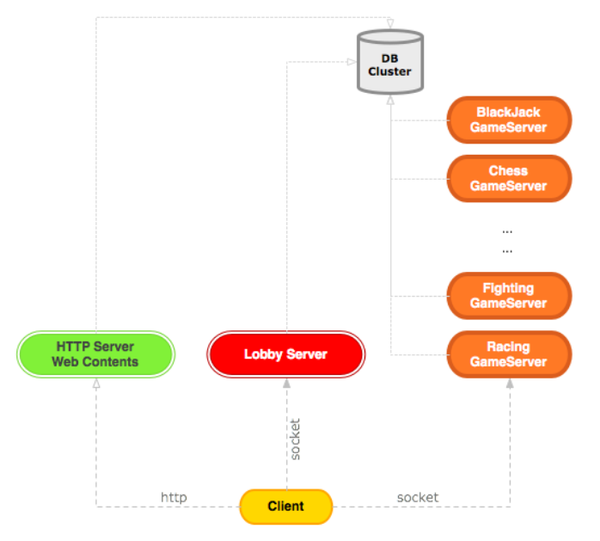 DB
Cluster
BlackJack
GameServer
Chess
GameServer
...
...
Fighting
GameServer
HTTP Server
Web Contents
Lobby Server
Racing
GameServer
socket
http
socket
Client